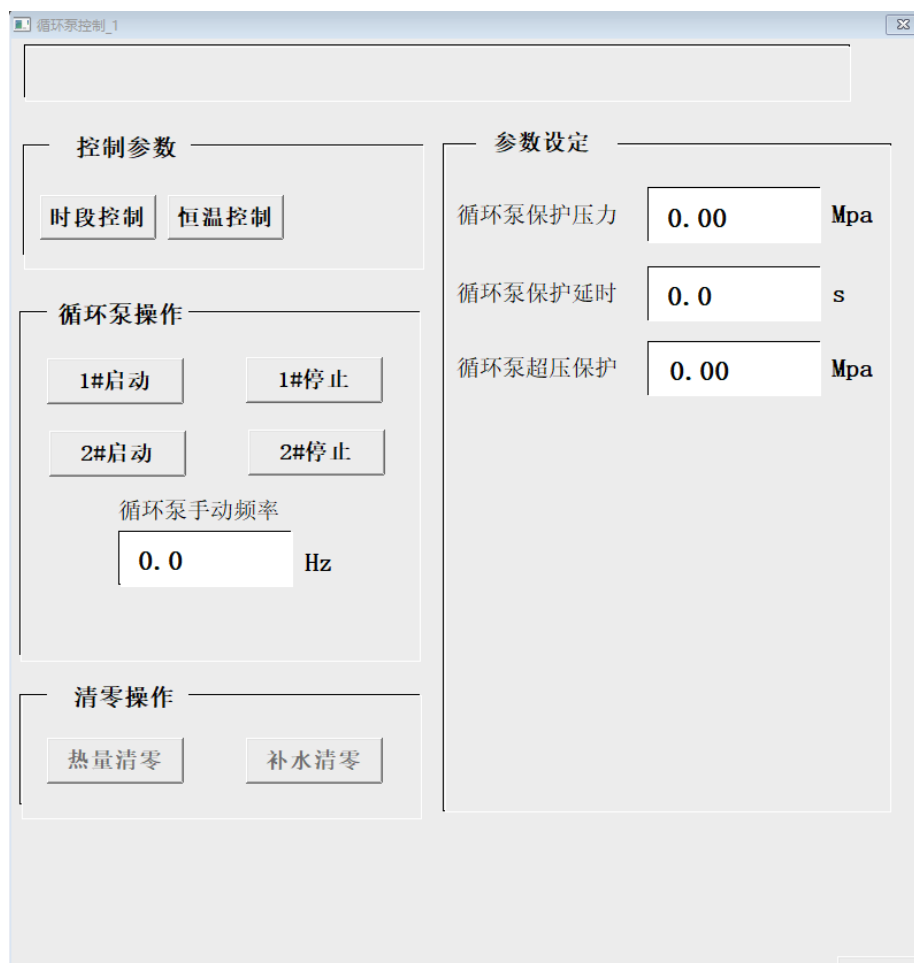 循环泵控制_1
控制参数
时段控制 恒温控制
循环泵操作
1#启动 1#停止
2#启动 2#停止
循环泵手动频率
0.0 Hz
清零操作
热量清零 补水清零
参数设定
循环泵保护压力 0.00 Mpa
循环泵保护延时 0.0 s
循环泵超压保护 0.00 Mpa